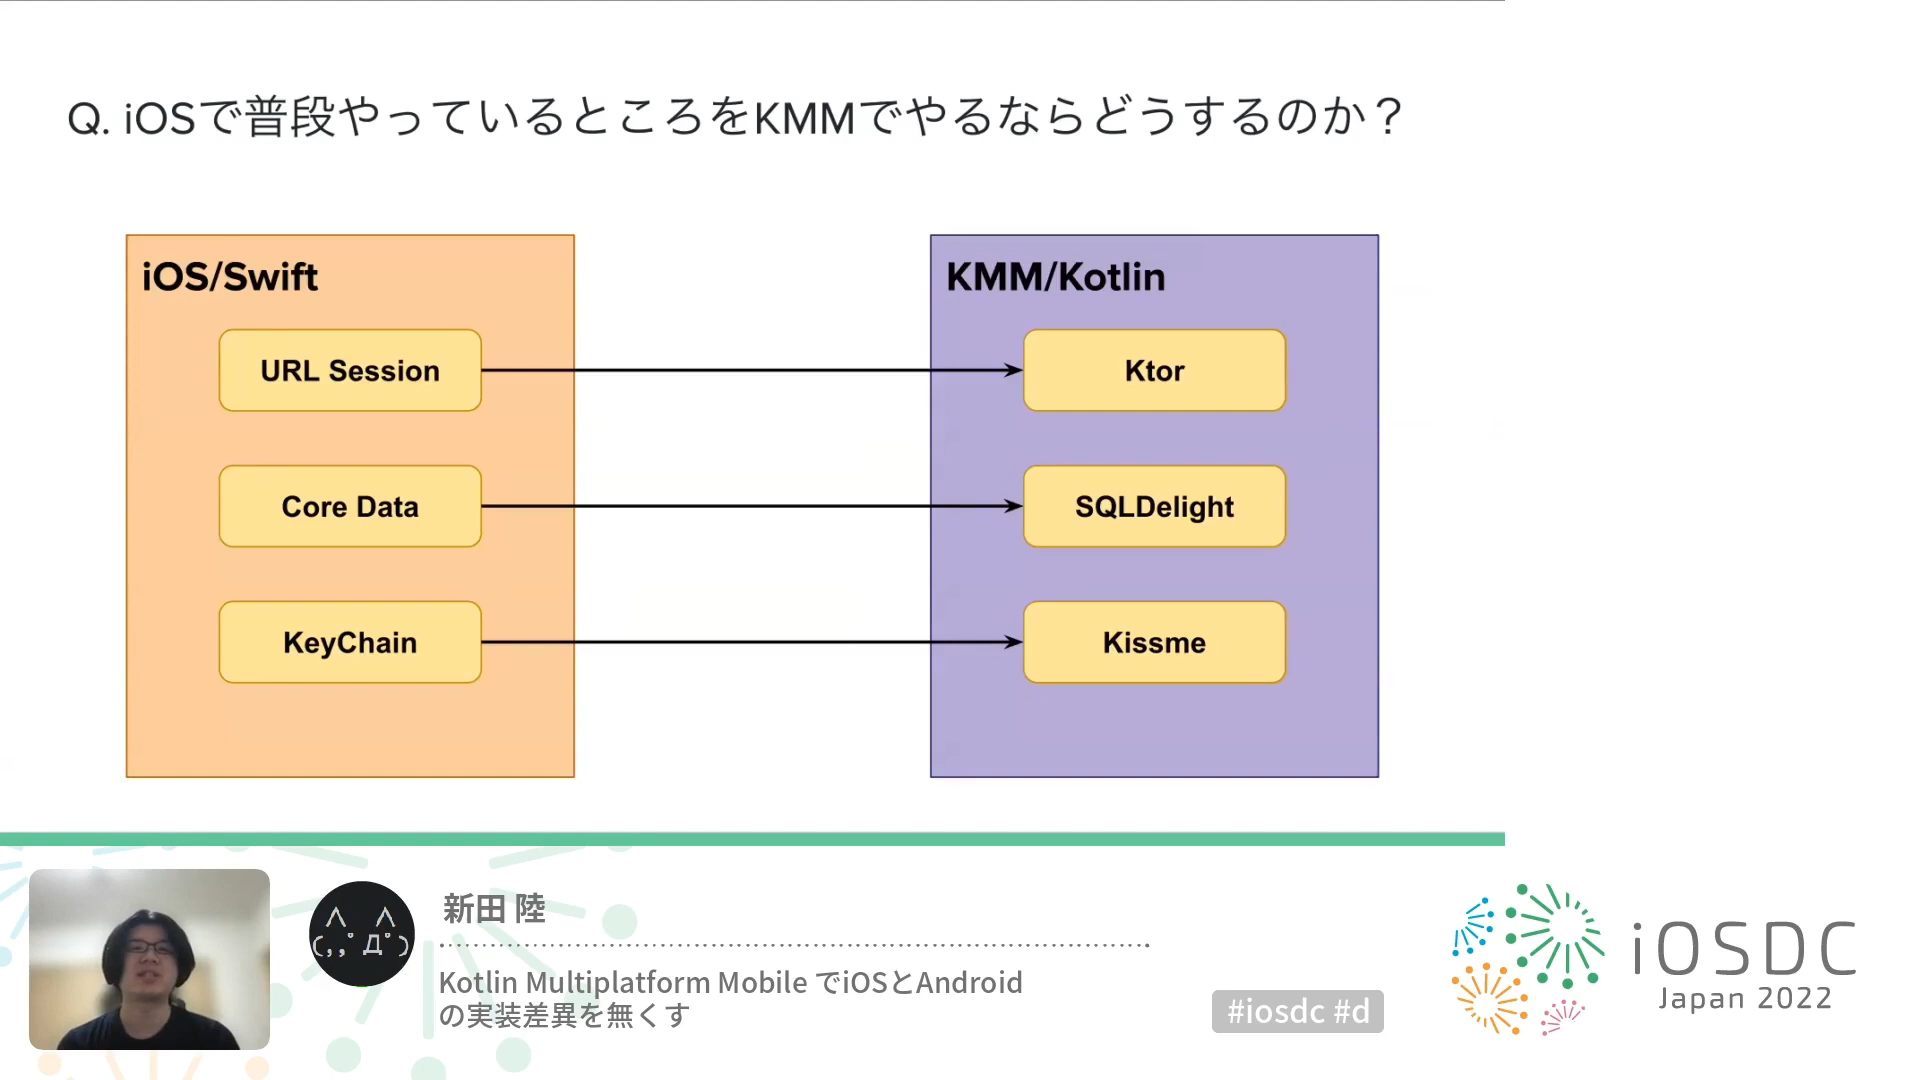 Q. iOSで普段やっているところをKMMでやるならどうするのか？
iOS/Swift
URL Session
Core Data
KeyChain
KMM/Kotlin
Ktor
SQLDelight
Kissme
新田 陸
Kotlin Multiplatform Mobile でiOSとAndroid
の実装差異を無くす
#iosdc #d
iOSDC
Japan 2022